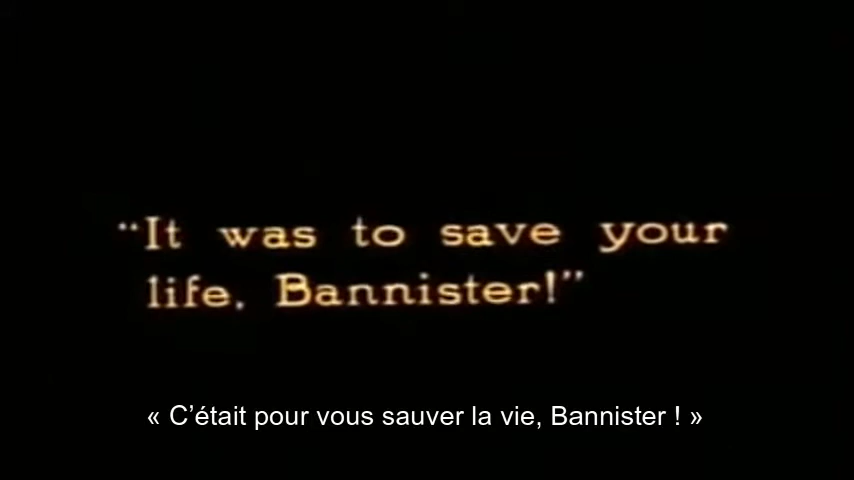 “It was to save your
life, Bannister!”
« C’était pour vous sauver la vie, Bannister ! »